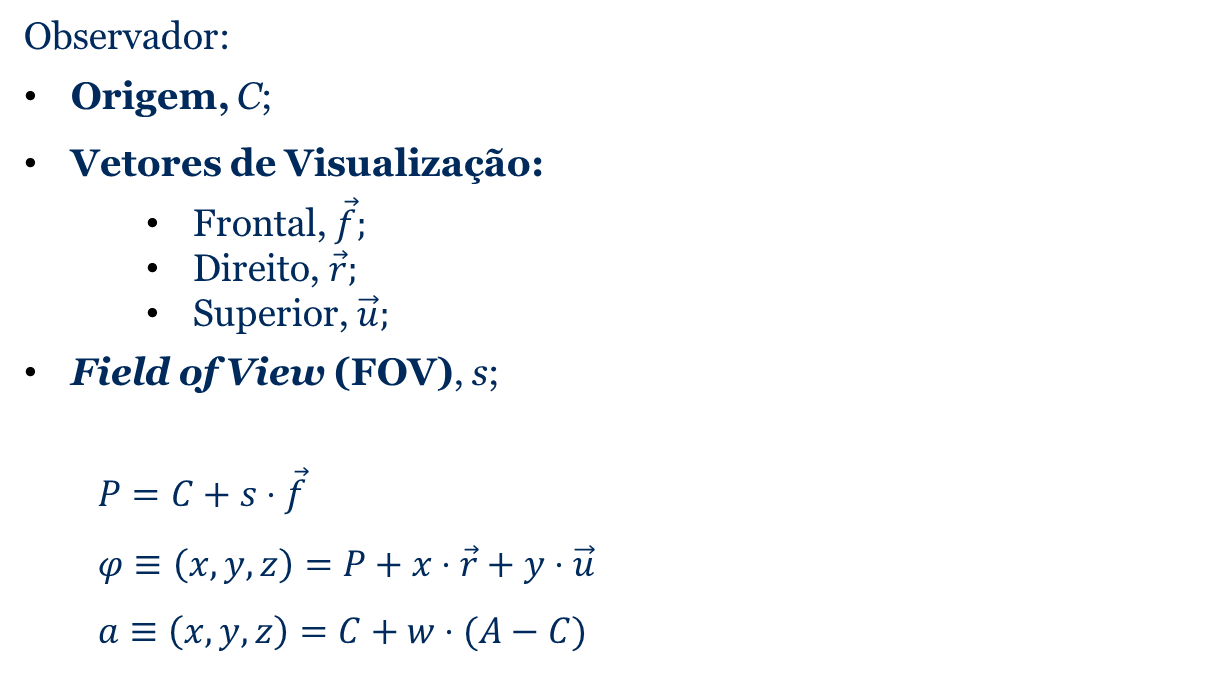 Observador:
• Origem, C;
• Vetores de Visualização:
• Frontal, f⃗;
• Direito, r⃗;
• Superior, u⃗;
• Field of View (FOV), s;
P = C + s · f⃗
φ ≡ (x, y, z) = P + x · r⃗ + y · u⃗
a ≡ (x, y, z) = C + w · (A − C)